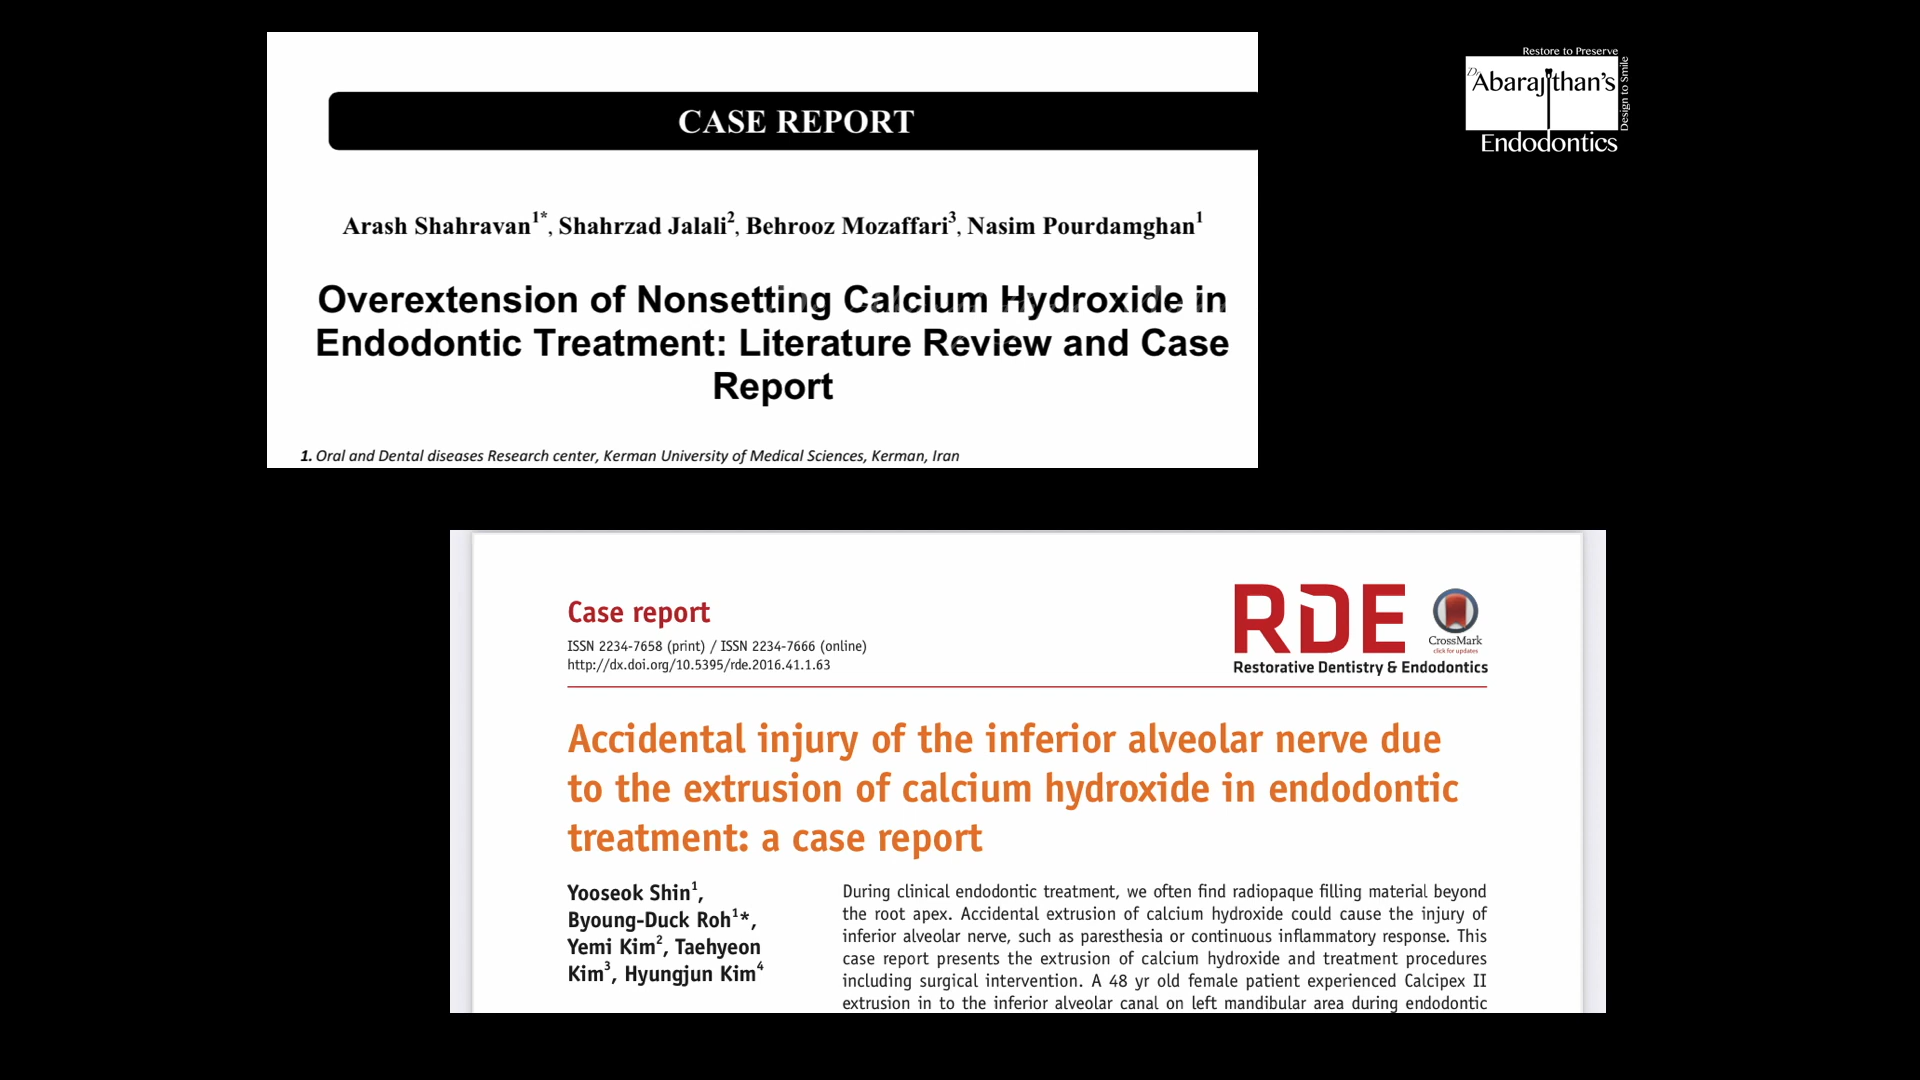 CASE REPORT
Arash Shahravan1*, Shahrzad Jalali2, Behrooz Mozaffari3, Nasim Pourdamghan1
Overextension of Nonsetting Calcium Hydroxide in
Endodontic Treatment: Literature Review and Case
Report
1. Oral and Dental diseases Research center, Kerman University of Medical Sciences, Kerman, Iran
Restore to Preserve
Dr Abarajithan's
Design to Smile
Endodontics
Case report
ISSN 2234-7658 (print) / ISSN 2234-7666 (online)
http://dx.doi.org/10.5395/rde.2016.41.1.63
RDE
Restorative Dentistry & Endodontics
CrossMark
click for updates
Accidental injury of the inferior alveolar nerve due
to the extrusion of calcium hydroxide in endodontic
treatment: a case report
Yooseok Shin1,
Byoung-Duck Roh1*,
Yemi Kim2, Taehyeon
Kim3, Hyungjun Kim4
During clinical endodontic treatment, we often find radiopaque filling material beyond
the root apex. Accidental extrusion of calcium hydroxide could cause the injury of
inferior alveolar nerve, such as paresthesia or continuous inflammatory response. This
case report presents the extrusion of calcium hydroxide and treatment procedures
including surgical intervention. A 48 yr old female patient experienced Calcipex II
extrusion in to the inferior alveolar canal on left mandibular area during endodontic